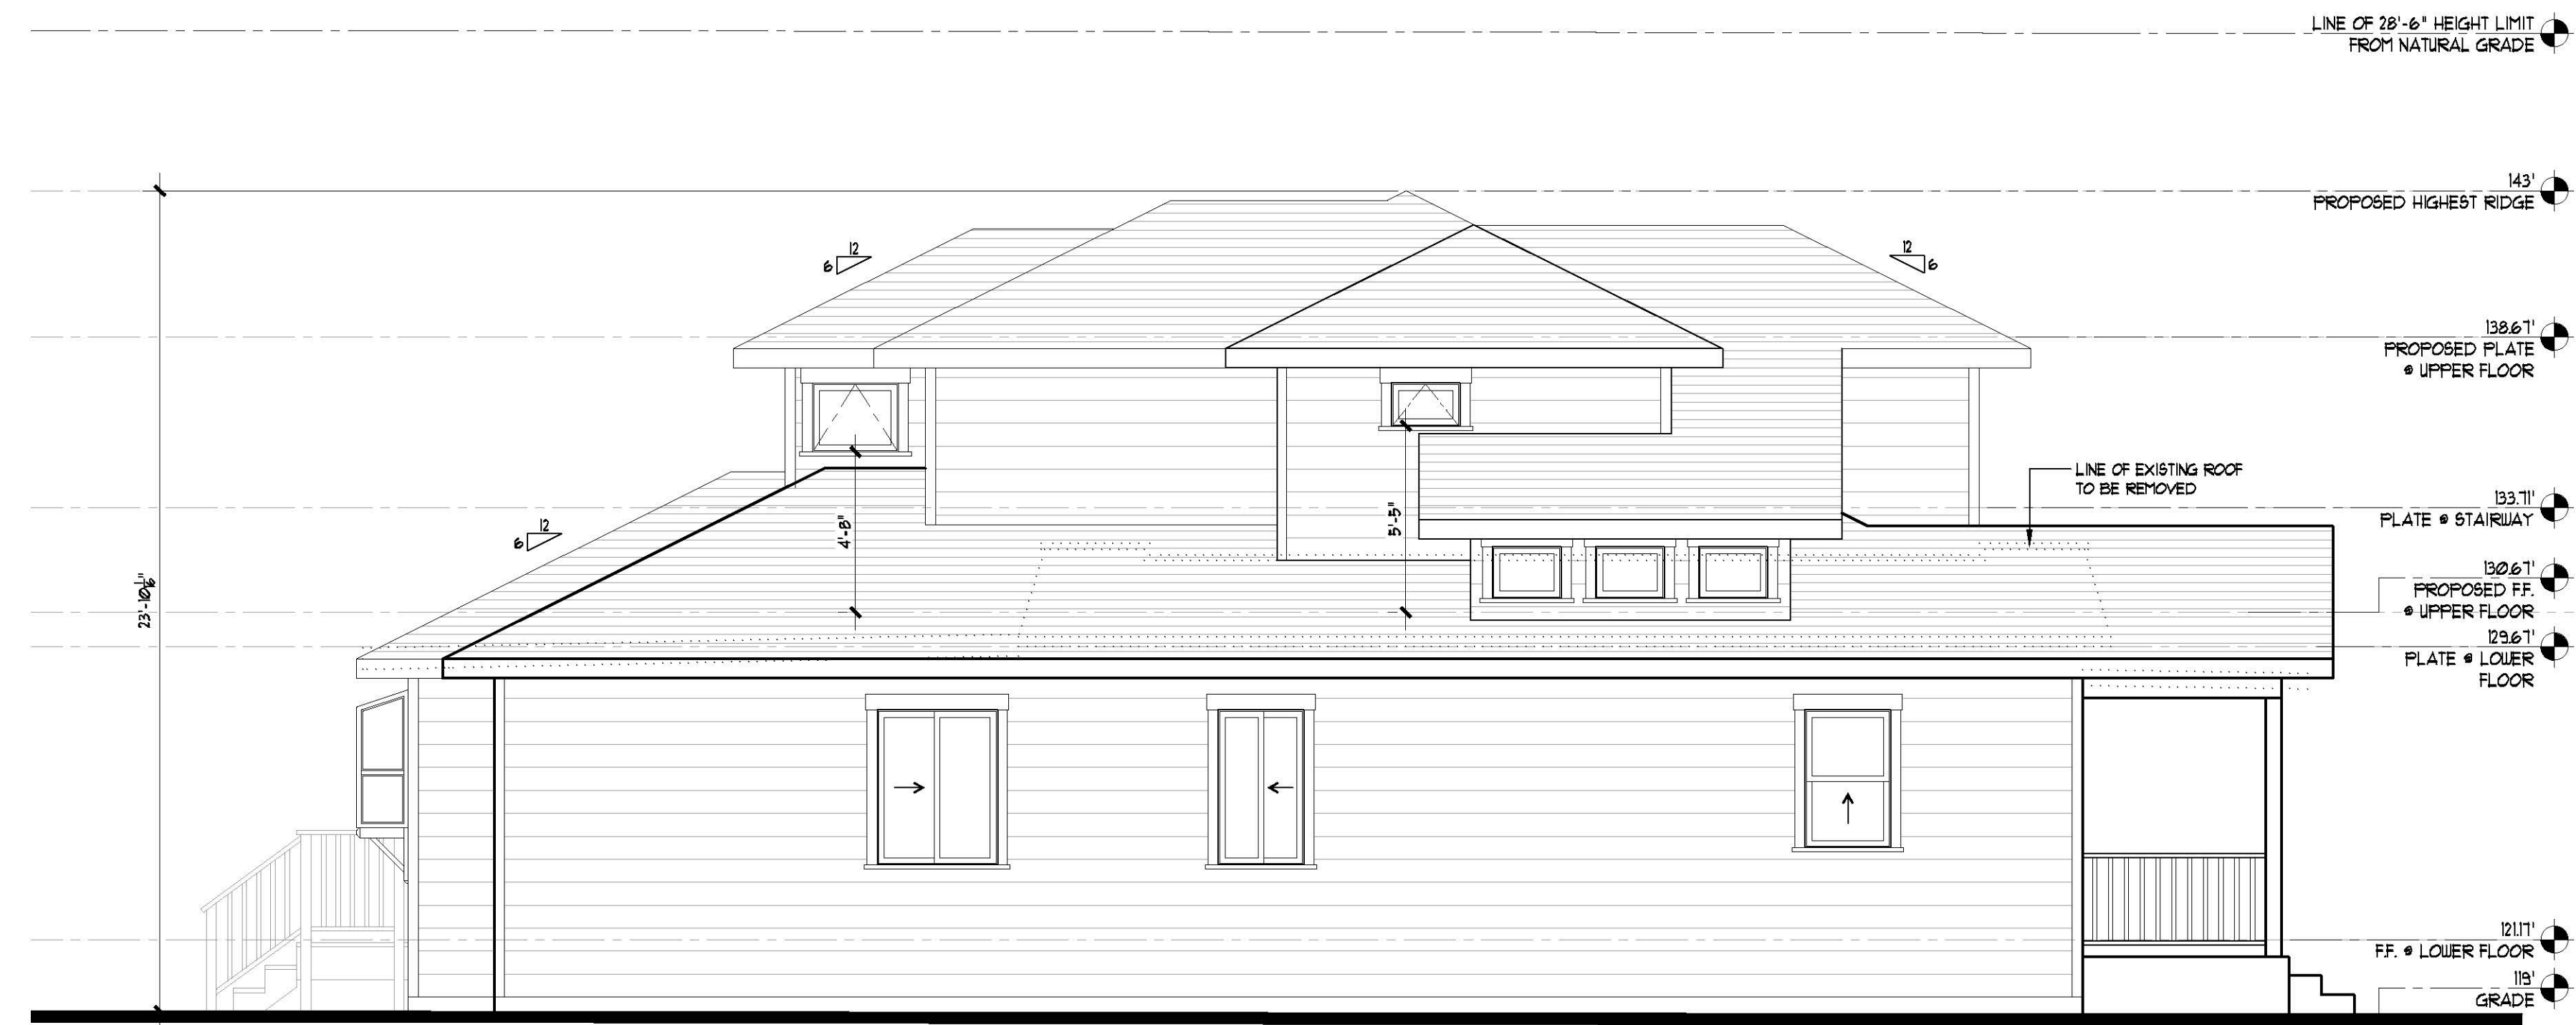 LINE OF 28'-6" HEIGHT LIMIT
FROM NATURAL GRADE
143'
PROPOSED HIGHEST RIDGE
12
6
12
6
138.67'
PROPOSED PLATE
@ UPPER FLOOR
LINE OF EXISTING ROOF
TO BE REMOVED
133.71'
PLATE @ STAIRWAY
12
6
4'-8"
5'-5"
130.67'
PROPOSED F.F.
@ UPPER FLOOR
23'-10
129.67'
PLATE @ LOWER
FLOOR
121.17'
F.F. @ LOWER FLOOR
119'
GRADE